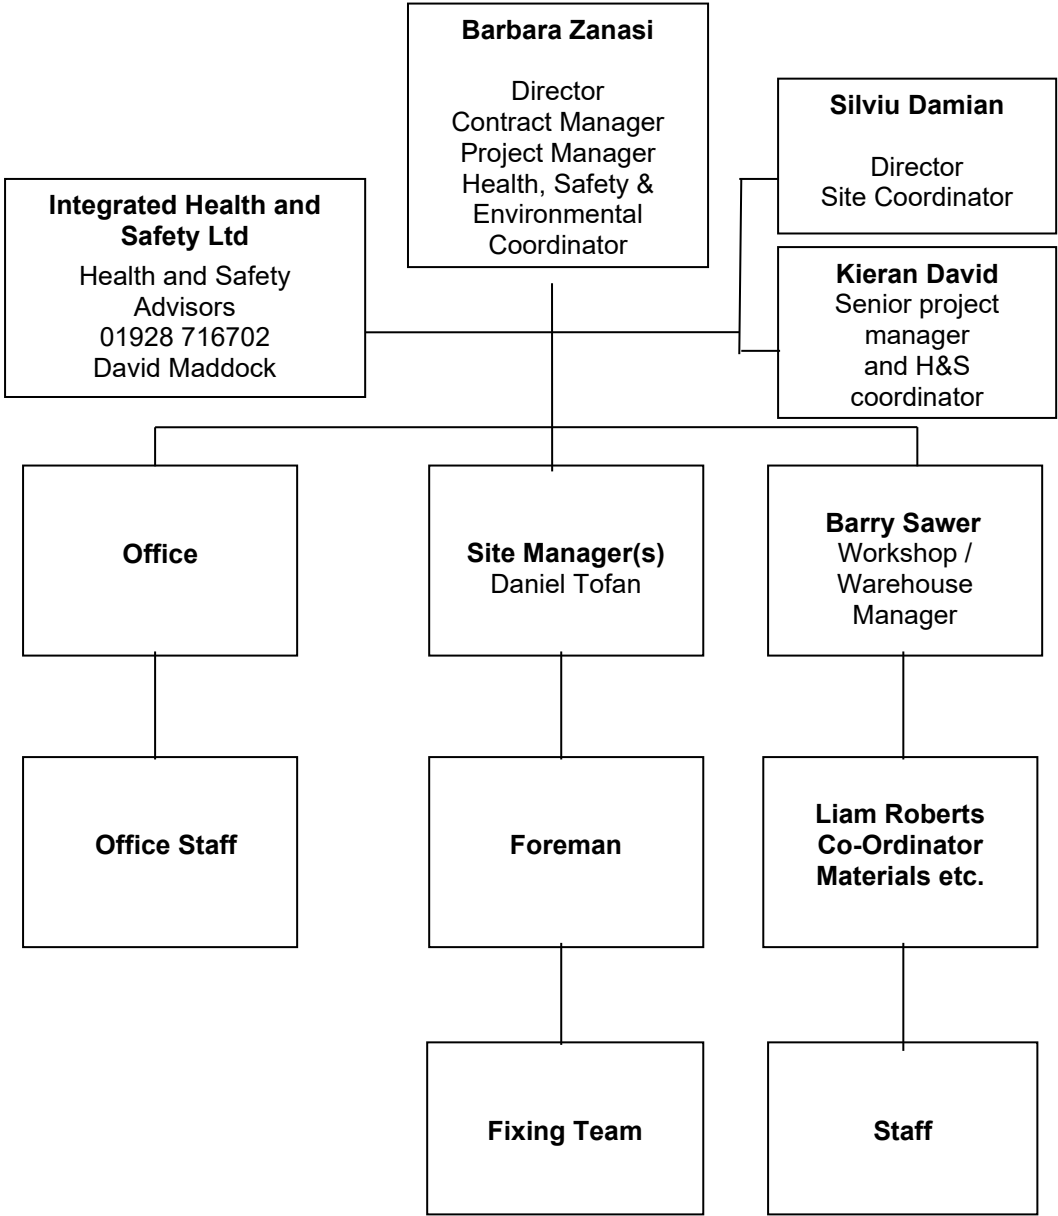 Barbara Zanasi
Director
Contract Manager
Project Manager
Health, Safety &
Environmental
Coordinator
Silviu Damian
Director
Site Coordinator
Integrated Health and
Safety Ltd
Health and Safety
Advisors
01928 716702
David Maddock
Kieran David
Senior project
manager
and H&S
coordinator
Office
Site Manager(s)
Daniel Tofan
Barry Sawer
Workshop /
Warehouse
Manager
Office Staff
Foreman
Liam Roberts
Co-Ordinator
Materials etc.
Fixing Team
Staff